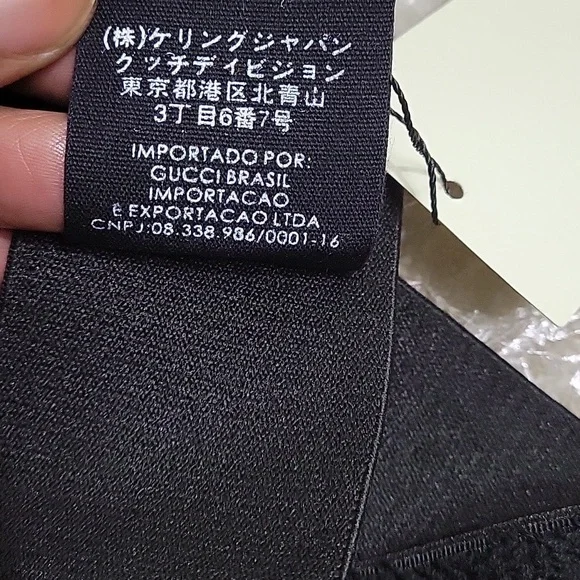 (株)ケリングジャパン
クッチディビジョン
東京都港区北青山
3丁目6番7号
IMPORTADO POR:
GUCCI BRASIL
IMPORTACAO
E EXPORTACAO LTDA
CNPJ:08.338.986/0001-16